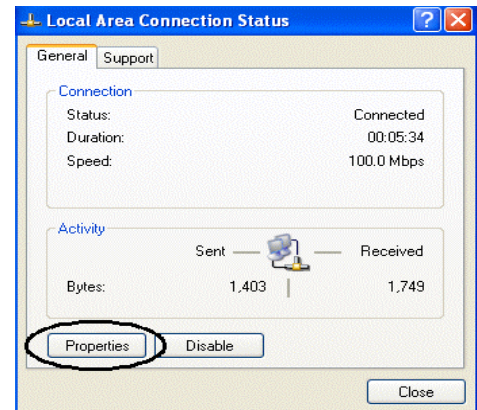 Local Area Connection Status
General Support
Connection
Status: Connected
Duration: 00:05:34
Speed: 100.0 Mbps
Activity
Sent Received
Bytes: 1,403 1,749
Properties Disable
Close